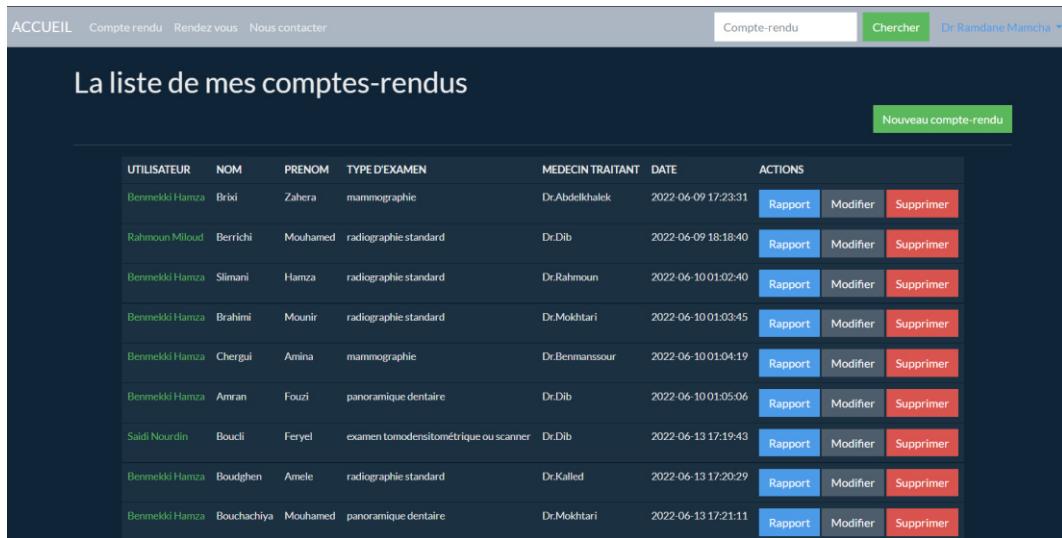 ACCUEIL Compte rendu Rendez vous Nous contacter Compte-rendu Chercher Dr Ramdane Mamcha
La liste de mes comptes-rendus
Nouveau compte-rendu
UTILISATEUR NOM PRENOM TYPE D'EXAMEN MEDECIN TRAITANT DATE ACTIONS
Benmekki Hamza Brixi Zahera mammographie Dr.Abdelkhalek 2022-06-09 17:23:31 Rapport Modifier Supprimer
Rahmoun Miloud Berrichi Mouhamed radiographie standard Dr.Dib 2022-06-09 18:18:40 Rapport Modifier Supprimer
Benmekki Hamza Slimani Hamza radiographie standard Dr.Rahmoun 2022-06-10 01:02:40 Rapport Modifier Supprimer
Benmekki Hamza Brahimi Mounir radiographie standard Dr.Mokhtari 2022-06-10 01:03:45 Rapport Modifier Supprimer
Benmekki Hamza Chergui Amina mammographie Dr.Benmanssour 2022-06-10 01:04:19 Rapport Modifier Supprimer
Benmekki Hamza Amran Fouzi panoramique dentaire Dr.Dib 2022-06-10 01:05:06 Rapport Modifier Supprimer
Saidi Nourdin Boucli Feryel examen tomodensitométrique ou scanner Dr.Dib 2022-06-13 17:19:43 Rapport Modifier Supprimer
Benmekki Hamza Boudghen Amele radiographie standard Dr.Kalled 2022-06-13 17:20:29 Rapport Modifier Supprimer
Benmekki Hamza Bouchachiya Mouhamed panoramique dentaire Dr.Mokhtari 2022-06-13 17:21:11 Rapport Modifier Supprimer